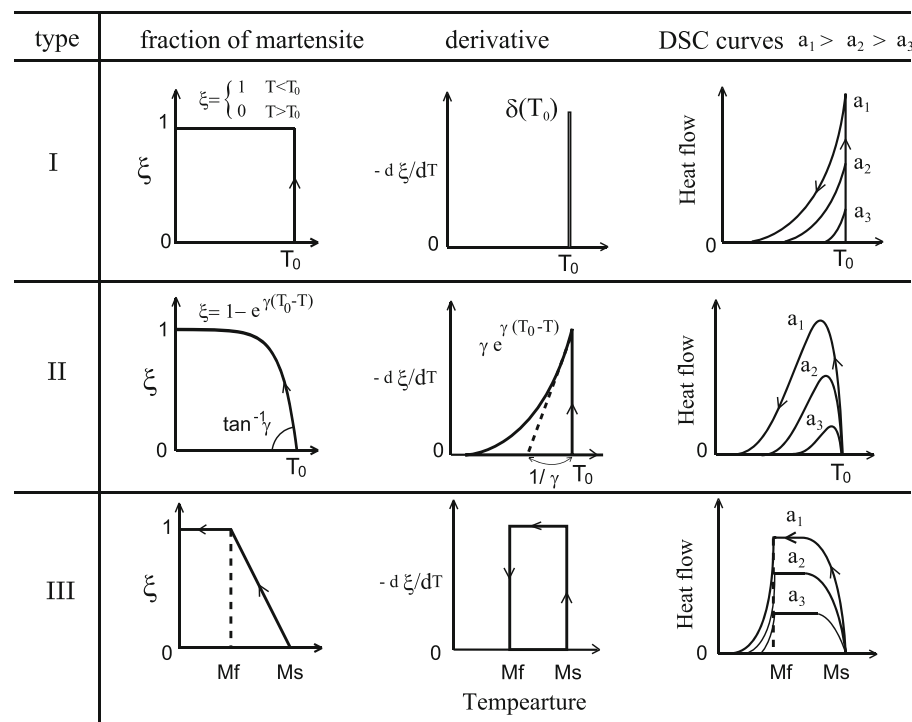 type fraction of martensite derivative DSC curves a₁ > a₂ > a₃
I
ξ= { 1 T<T₀
0 T>T₀
1
ξ
0
T₀
δ(T₀)
- d ξ/dT
0
T₀
Heat flow
a₁
a₂
a₃
0
T₀
II
ξ= 1– e^γ(T₀-T)
1
ξ
tan⁻¹γ
0
T₀
γ e^γ (T₀-T)
- d ξ/dT
0
1/ γ T₀
Heat flow
a₁
a₂
a₃
0
T₀
III
1
ξ
0
Mf Ms
- d ξ/dT
0
Mf Ms
Tempearture
Heat flow
a₁
a₂
a₃
0
Mf Ms